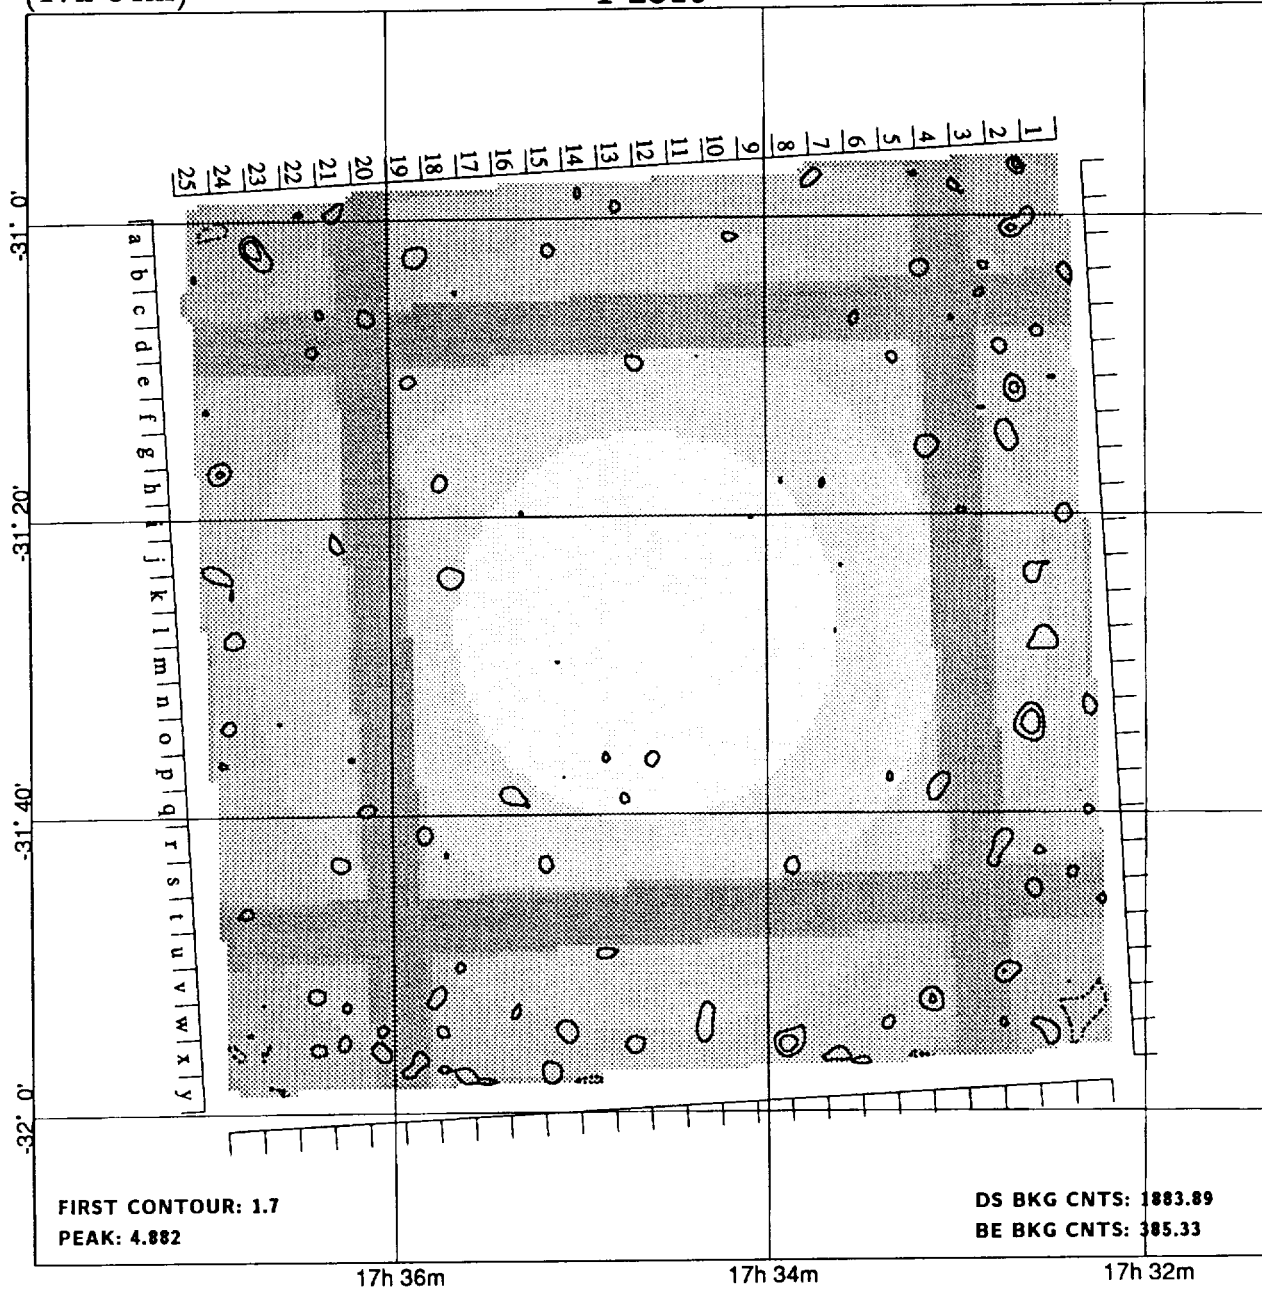 25 24 23 22 21 20 19 18 17 16 15 14 13 12 11 10 9 8 7 6 5 4 3 2 1
-31° 0'
a b c d e f g h i j k l m n o p q r s t u v w x y
-31° 20'
-31° 40'
-32° 0'
FIRST CONTOUR: 1.7
PEAK: 4.882
DS BKG CNTS: 1883.89
BE BKG CNTS: 385.33
17h 36m 17h 34m 17h 32m